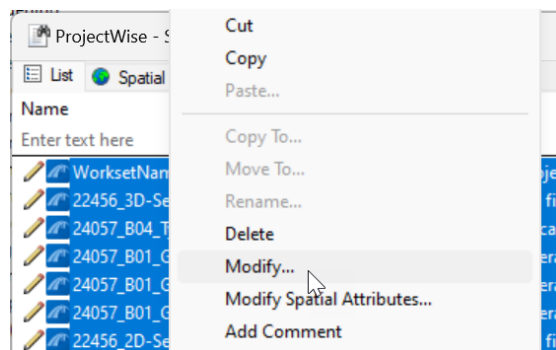 ProjectWise - S
List Spatial
Name
Enter text here
WorksetNam
22456_3D-Se
24057_B04_T
24057_B01_G
24057_B01_G
24057_B01_G
22456_2D-Se
Cut
Copy
Paste...
Copy To...
Move To...
Rename...
Delete
Modify...
Modify Spatial Attributes...
Add Comment